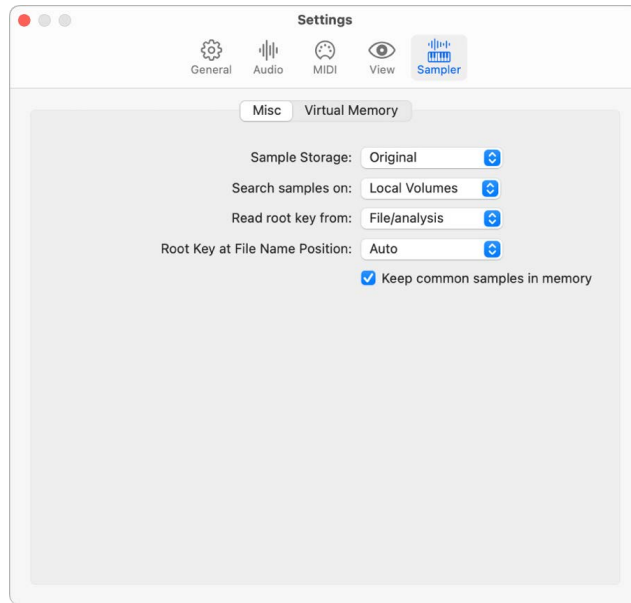 Settings
General Audio MIDI View Sampler
Misc Virtual Memory
Sample Storage: Original
Search samples on: Local Volumes
Read root key from: File/analysis
Root Key at File Name Position: Auto
Keep common samples in memory